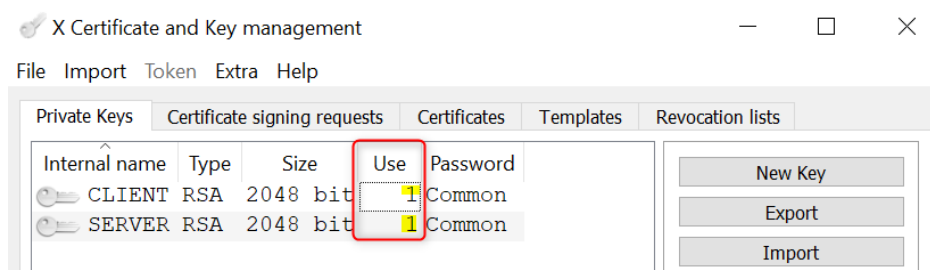 X Certificate and Key management
File Import Token Extra Help
Private Keys Certificate signing requests Certificates Templates Revocation lists
Internal name Type Size Use Password
CLIENT RSA 2048 bit 1 Common
SERVER RSA 2048 bit 1 Common
New Key
Export
Import